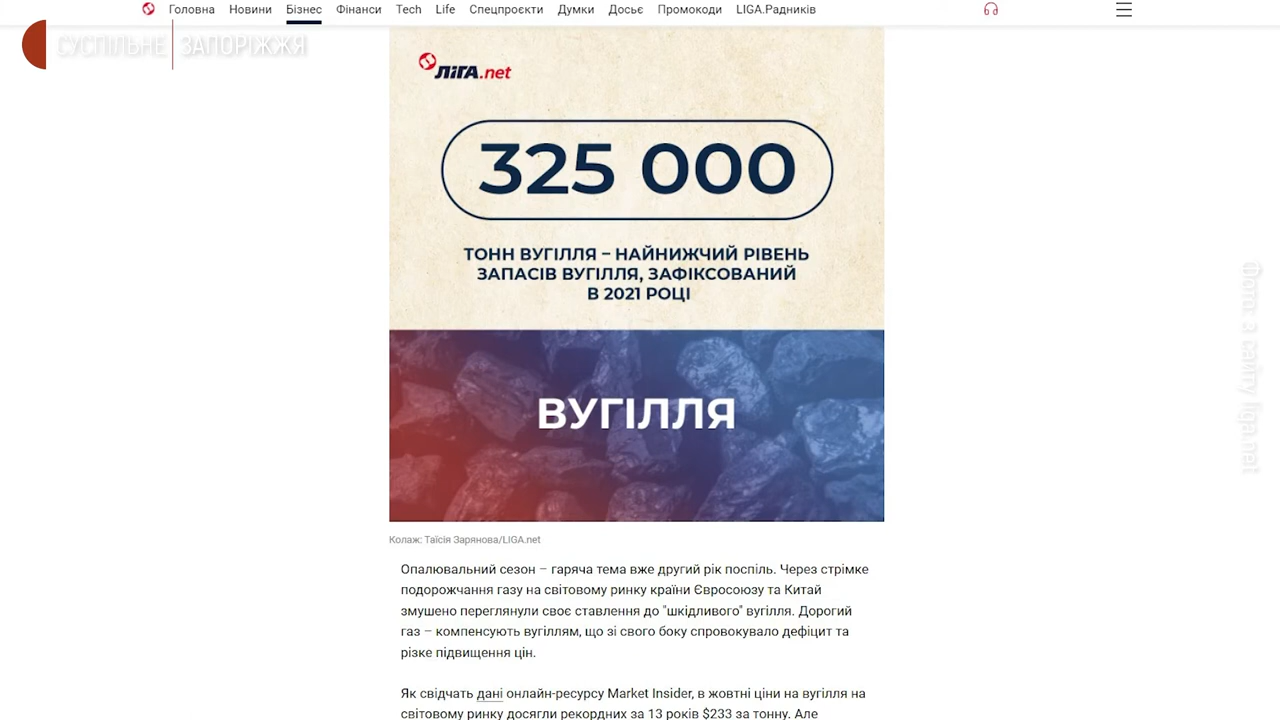 Головна Новини Бізнес Фінанси Tech Life Спецпроєкти Думки Досьє Промокоди LIGA.Радників
СУСПІЛЬНЕ ЗАПОРІЖЖЯ
ЛІГА.net
325 000
ТОНН ВУГІЛЛЯ – НАЙНИЖЧИЙ РІВЕНЬ
ЗАПАСІВ ВУГІЛЛЯ, ЗАФІКСОВАНИЙ
В 2021 РОЦІ
ВУГІЛЛЯ
Колаж: Таїсія Зарянова/LIGA.net
Опалювальний сезон – гаряча тема вже другий рік поспіль. Через стрімке
подорожчання газу на світовому ринку країни Євросоюзу та Китай
змушено переглянули своє ставлення до "шкідливого" вугілля. Дорогий
газ – компенсують вугіллям, що зі свого боку спровокувало дефіцит та
різке підвищення цін.
Як свідчать дані онлайн-ресурсу Market Insider, в жовтні ціни на вугілля на
світовому ринку досягли рекордних за 13 років $233 за тонну. Але
Фото: з сайту liga.net